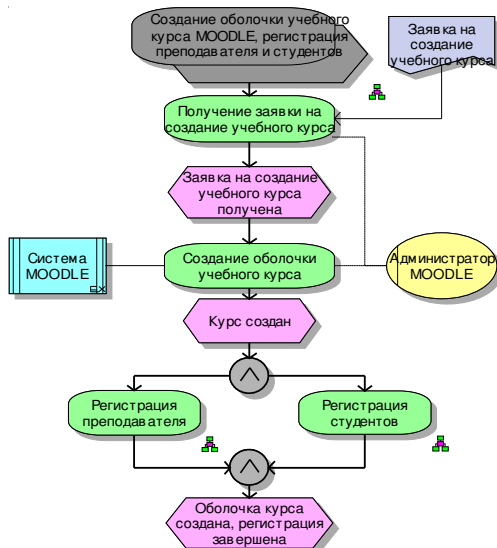 Создание оболочки учебного
курса MOODLE, регистрация
преподавателя и студентов
Заявка на
создание
учебного курса
Получение заявки на
создание учебного курса
Заявка на создание
учебного курса
получена
Система
MOODLE
Создание оболочки
учебного курса
Администратор
MOODLE
Курс создан
Регистрация
преподавателя
Регистрация
студентов
Оболочка курса
создана, регистрация
завершена